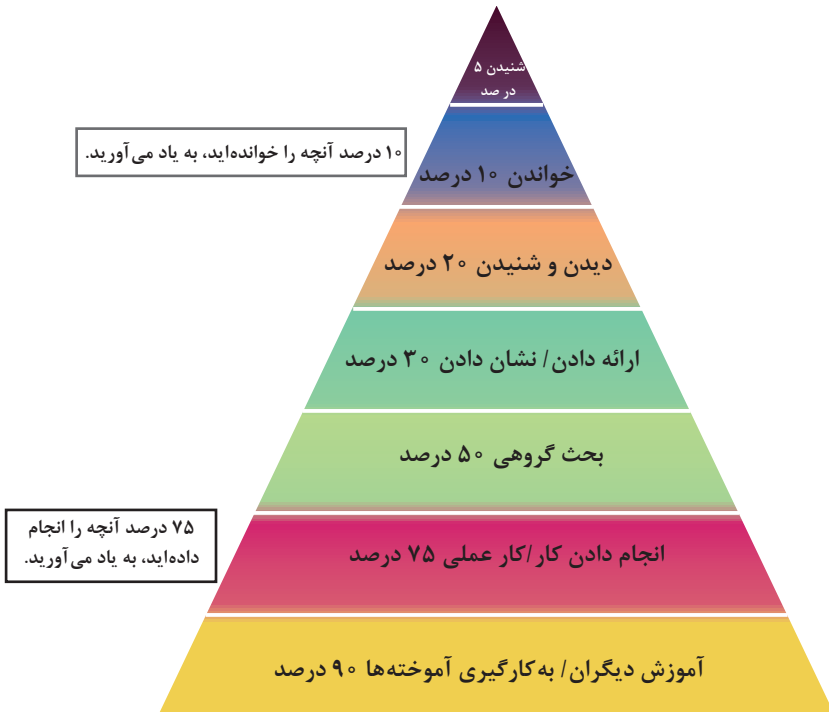 شنیدن ۵
درصد
۱۰ درصد آنچه را خوانده‌اید، به یاد می‌آورید.
خواندن ۱۰ درصد
دیدن و شنیدن ۲۰ درصد
ارائه دادن/ نشان دادن ۳۰ درصد
بحث گروهی ۵۰ درصد
۷۵ درصد آنچه را انجام
داده‌اید، به یاد می‌آورید.
انجام دادن کار/کار عملی ۷۵ درصد
آموزش دیگران/ به‌کارگیری آموخته‌ها ۹۰ درصد